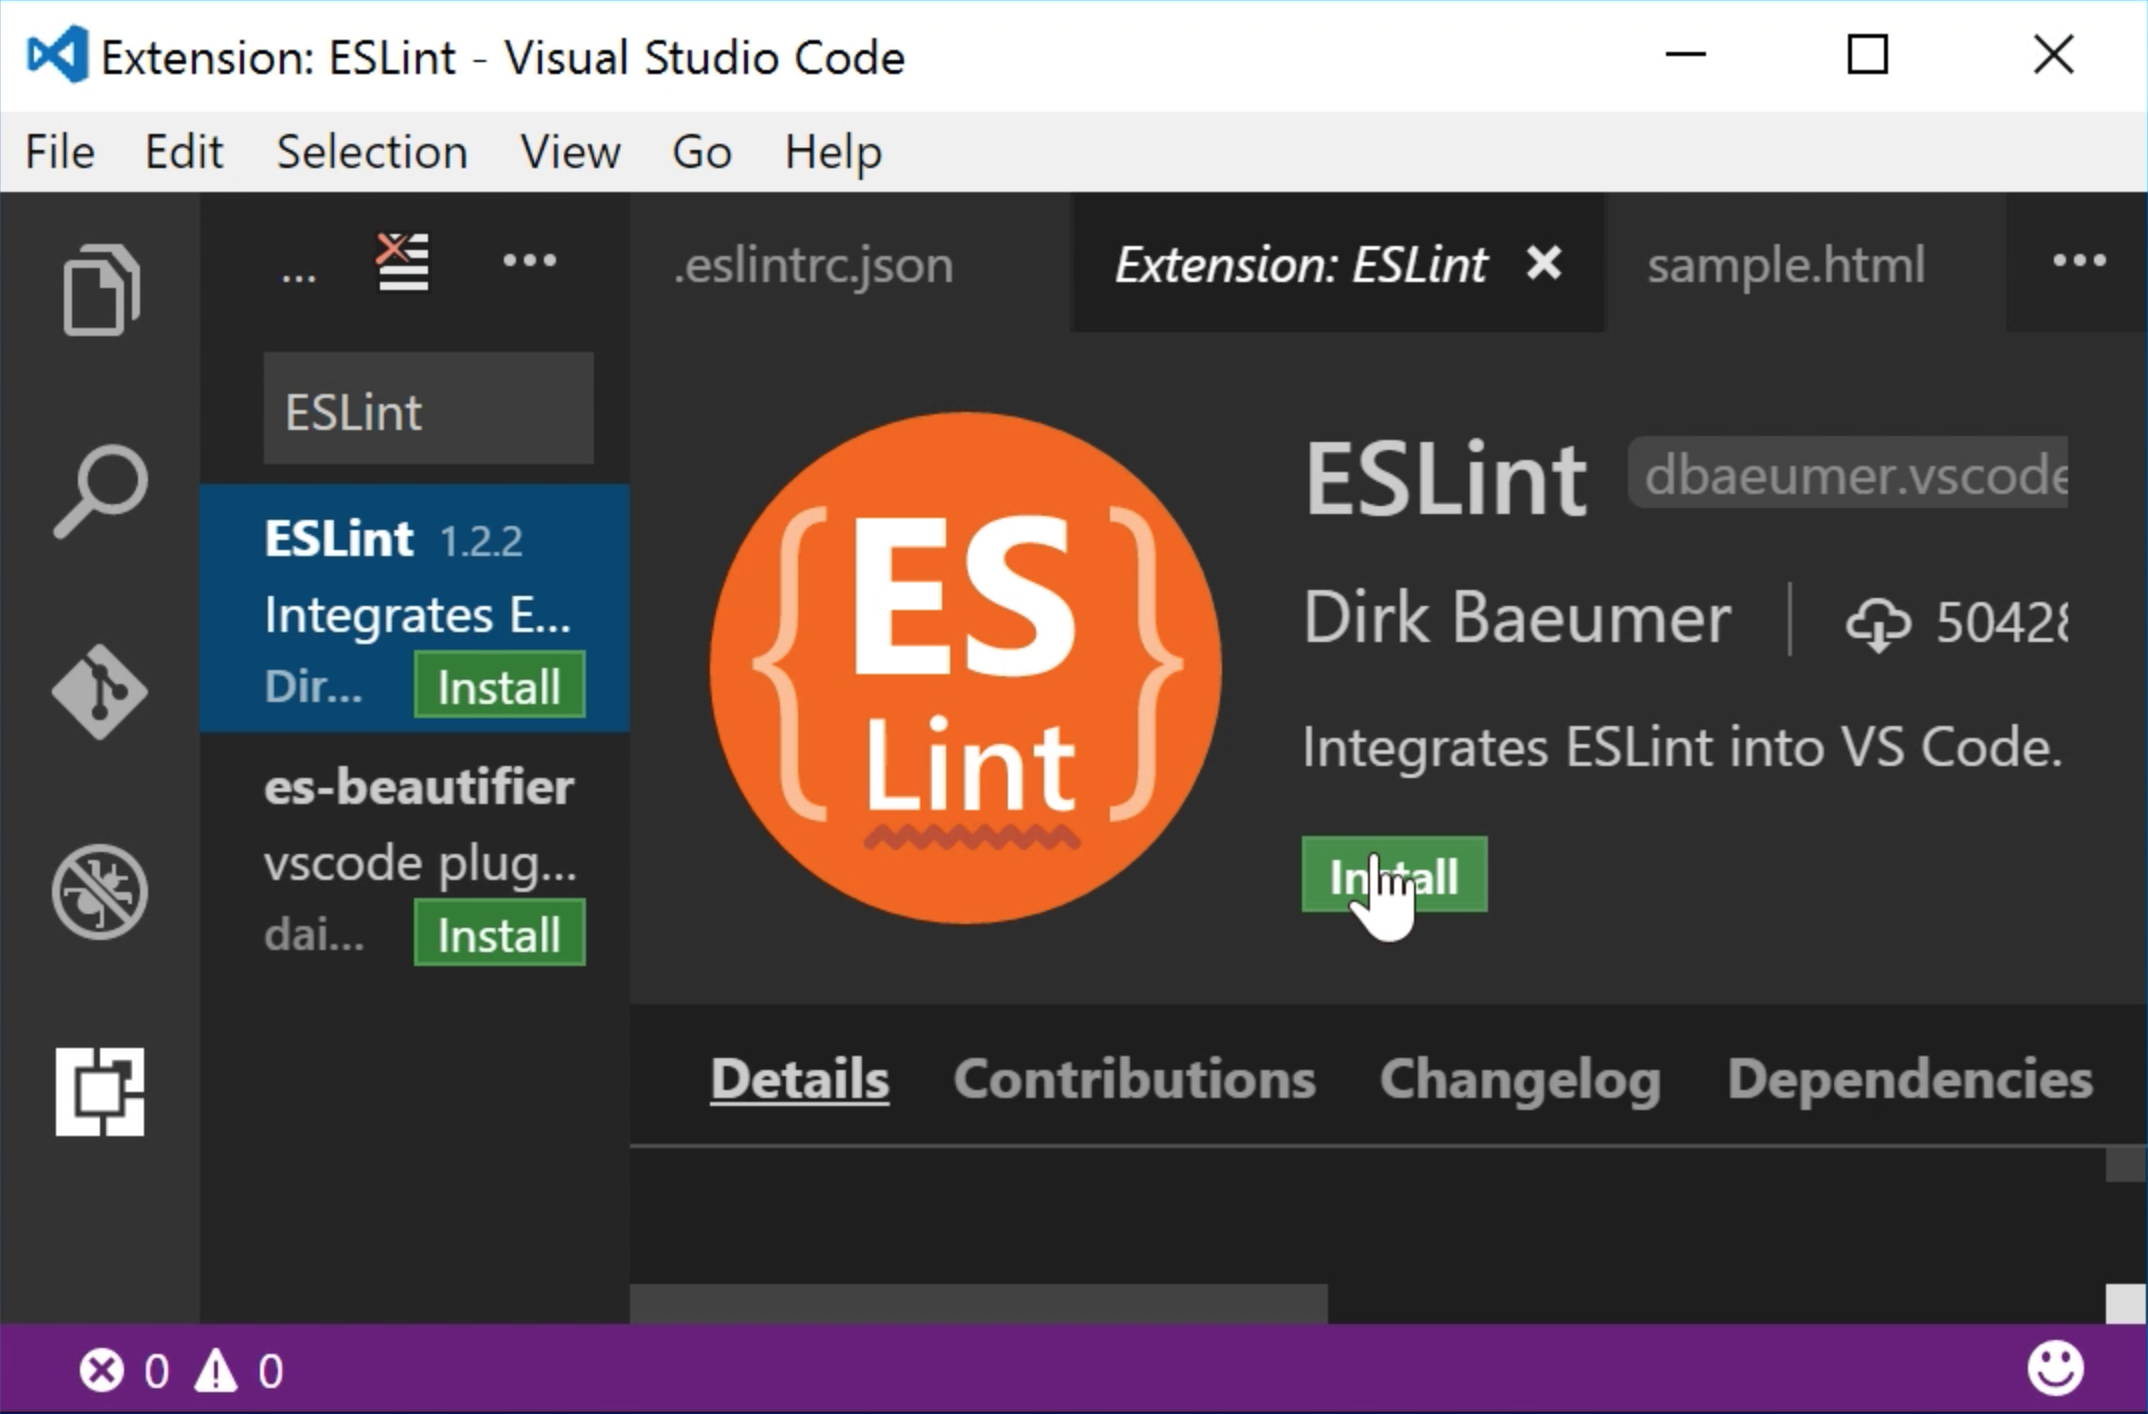 Extension: ESLint - Visual Studio Code
File Edit Selection View Go Help
...
.eslintrc.json
Extension: ESLint
sample.html
ESLint
ESLint 1.2.2
Integrates E...
Dir... Install
es-beautifier
vscode plug...
dai... Install
{ES
Lint}
ESLint dbaeumer.vscode
Dirk Baeumer | 50428
Integrates ESLint into VS Code.
Install
Details Contributions Changelog Dependencies
0 0